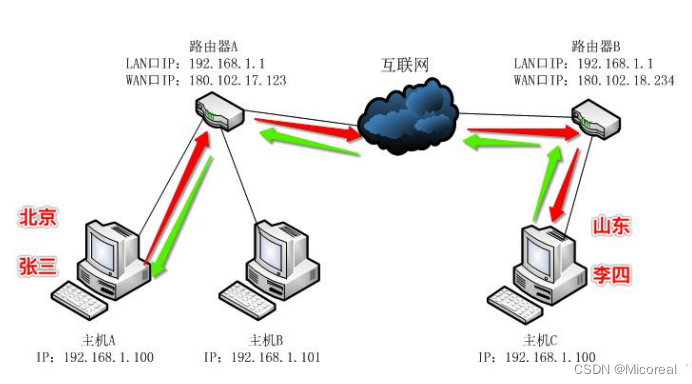 路由器A
LAN口IP: 192.168.1.1
WAN口IP: 180.102.17.123
互联网
路由器B
LAN口IP: 192.168.1.1
WAN口IP: 180.102.18.234
北京
张三
山东
李四
主机A
IP: 192.168.1.100
主机B
IP: 192.168.1.101
主机C
IP: 192.168.1.100
CSDN @Micoreal